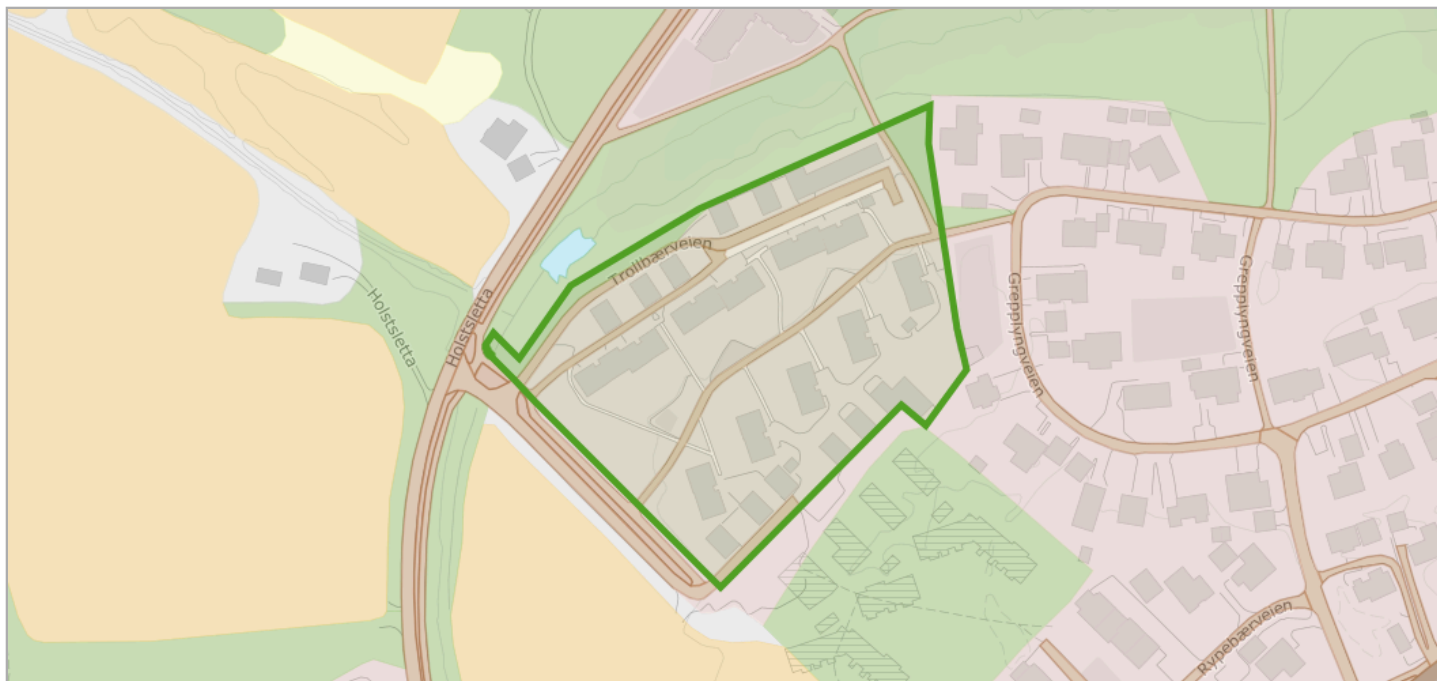 Trollbærveien
Holstsletta
Holstsletta
Grepplyngveien
Grepplyngveien
Rypebærveien